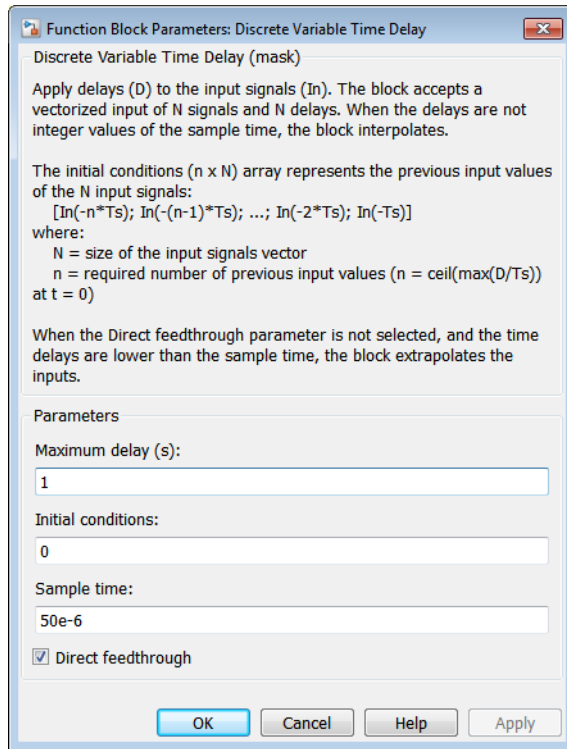 Function Block Parameters: Discrete Variable Time Delay
Discrete Variable Time Delay (mask)
Apply delays (D) to the input signals (In). The block accepts a
vectorized input of N signals and N delays. When the delays are not
integer values of the sample time, the block interpolates.
The initial conditions (n x N) array represents the previous input values
of the N input signals:
[In(-n*Ts); In(-(n-1)*Ts); ...; In(-2*Ts); In(-Ts)]
where:
N = size of the input signals vector
n = required number of previous input values (n = ceil(max(D/Ts))
at t = 0)
When the Direct feedthrough parameter is not selected, and the time
delays are lower than the sample time, the block extrapolates the
inputs.
Parameters
Maximum delay (s):
1
Initial conditions:
0
Sample time:
50e-6
Direct feedthrough
OK Cancel Help Apply